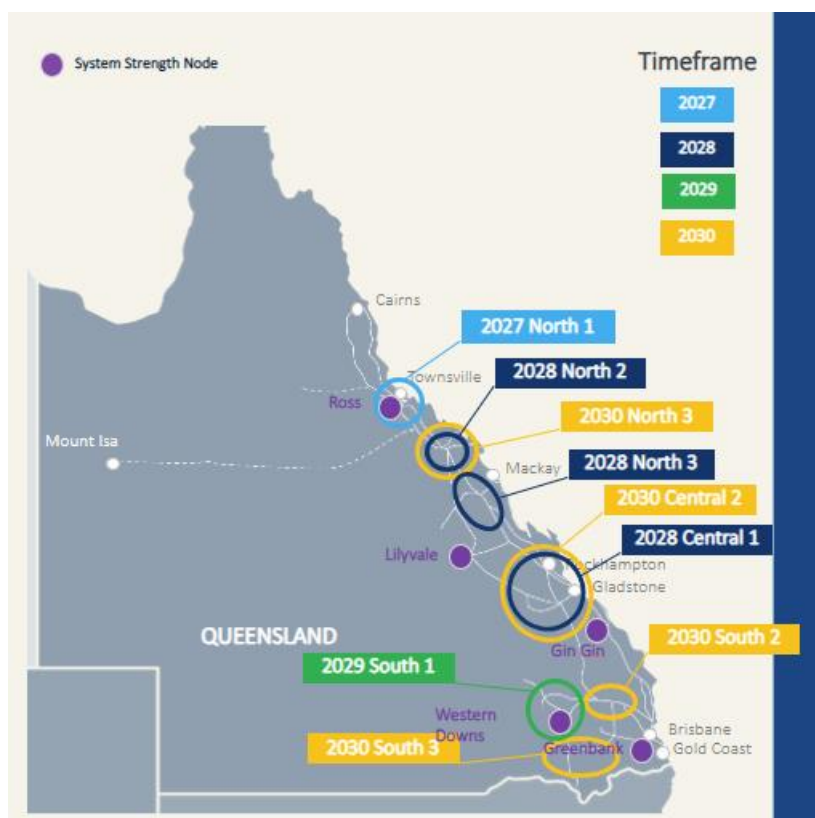 System Strength Node
Timeframe
2027
2028
2029
2030
Cairns
2027 North 1
2028 North 2
Townsville
Ross
2030 North 3
Mount Isa
2028 North 3
Mackay
2030 Central 2
2028 Central 1
Lilyvale
Rockhampton
Gladstone
QUEENSLAND
2030 South 2
Gin Gin
2029 South 1
Western
Downs
Brisbane
2030 South 3
Greenbank
Gold Coast